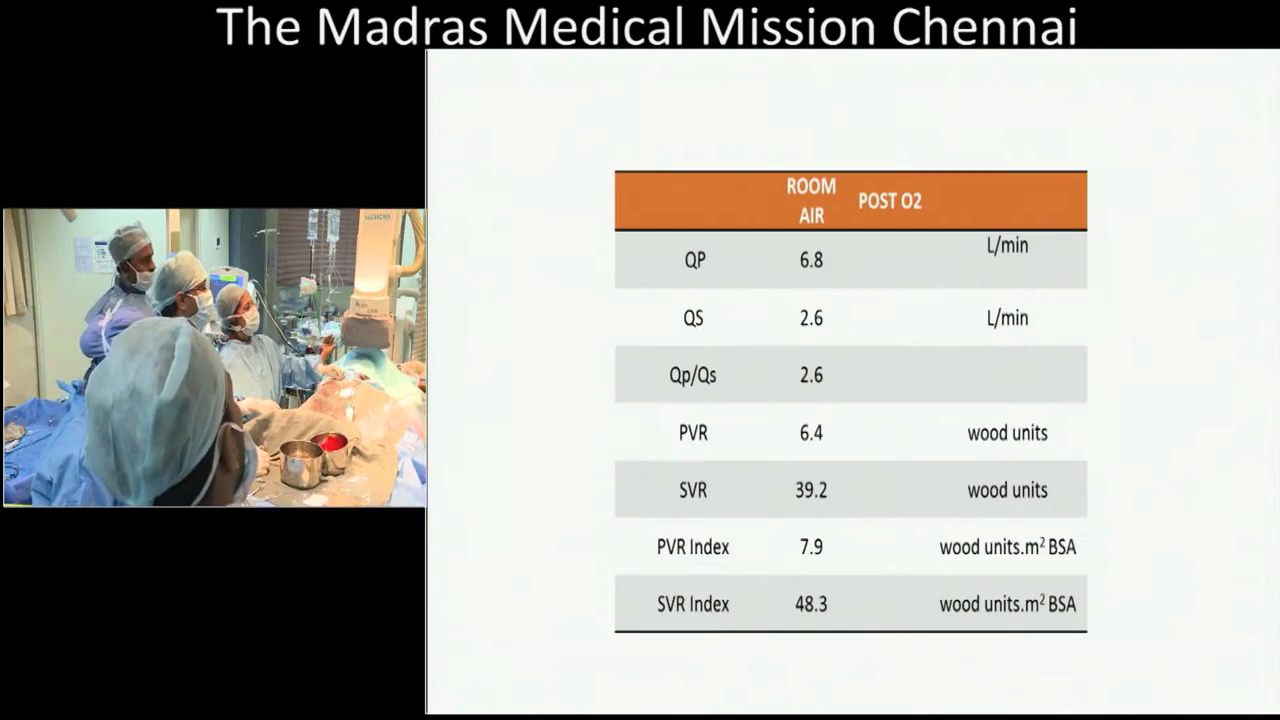 The Madras Medical Mission Chennai
SIEMENS
ROOM AIR POST O2
QP 6.8 L/min
QS 2.6 L/min
Qp/Qs 2.6
PVR 6.4 wood units
SVR 39.2 wood units
PVR Index 7.9 wood units.m² BSA
SVR Index 48.3 wood units.m² BSA